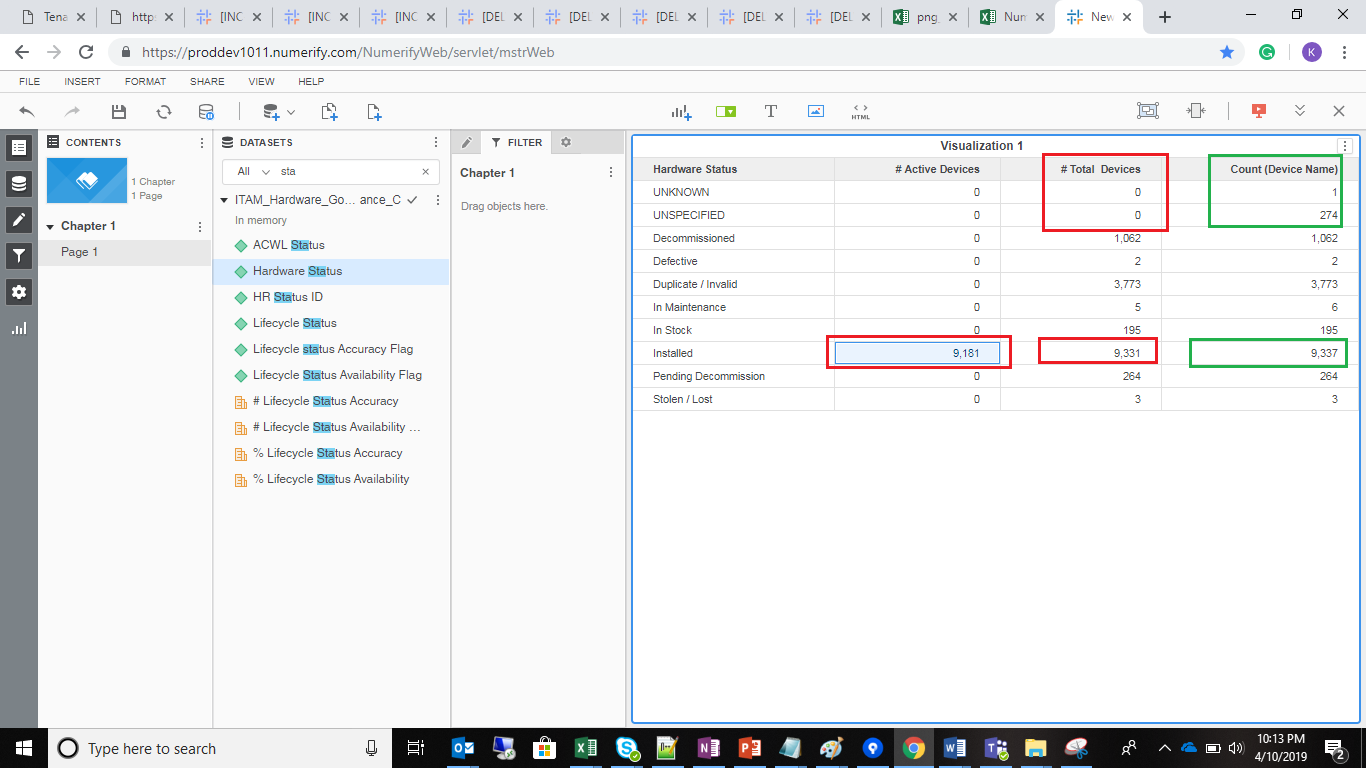 Tena
https
[INC
[INC
[INC
[DEL
[DEL
[DEL
[DEL
[DEL
png_
Num
New
https://proddev1011.numerify.com/NumerifyWeb/servlet/mstrWeb
K
FILE INSERT FORMAT SHARE VIEW HELP
HTML
CONTENTS
1 Chapter
1 Page
Chapter 1
Page 1
DATASETS
All sta
ITAM_Hardware_Go... ance_C
In memory
ACWL Status
Hardware Status
HR Status ID
Lifecycle Status
Lifecycle status Accuracy Flag
Lifecycle Status Availability Flag
# Lifecycle Status Accuracy
# Lifecycle Status Availability ...
% Lifecycle Status Accuracy
% Lifecycle Status Availability
FILTER
Chapter 1
Drag objects here.
Visualization 1
Hardware Status # Active Devices # Total Devices Count (Device Name)
UNKNOWN 0 0 1
UNSPECIFIED 0 0 274
Decommissioned 0 1,062 1,062
Defective 0 2 2
Duplicate / Invalid 0 3,773 3,773
In Maintenance 0 5 6
In Stock 0 195 195
Installed 9,181 9,331 9,337
Pending Decommission 0 264 264
Stolen / Lost 0 3 3
Type here to search
10:13 PM
4/10/2019
2